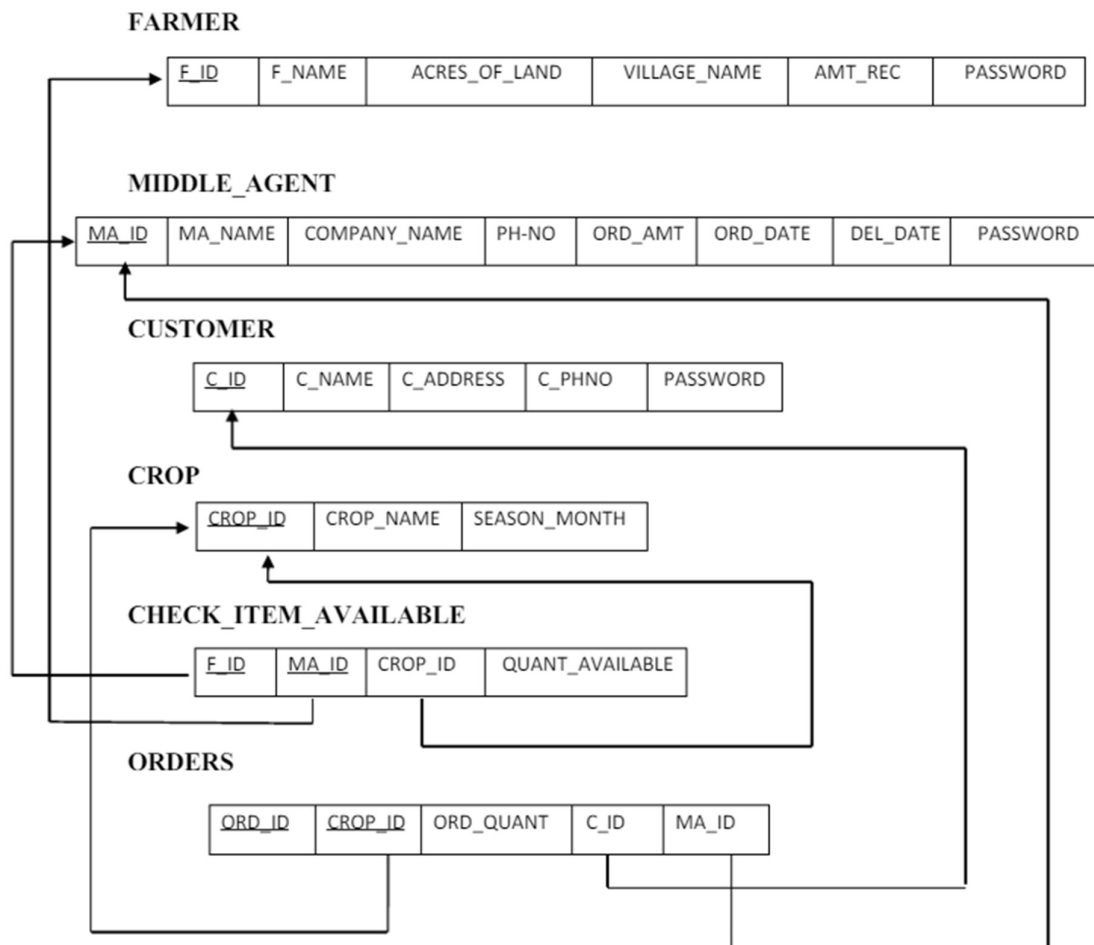 FARMER
F_ID F_NAME ACRES_OF_LAND VILLAGE_NAME AMT_REC PASSWORD
MIDDLE_AGENT
MA_ID MA_NAME COMPANY_NAME PH-NO ORD_AMT ORD_DATE DEL_DATE PASSWORD
CUSTOMER
C_ID C_NAME C_ADDRESS C_PHNO PASSWORD
CROP
CROP_ID CROP_NAME SEASON_MONTH
CHECK_ITEM_AVAILABLE
F_ID MA_ID CROP_ID QUANT_AVAILABLE
ORDERS
ORD_ID CROP_ID ORD_QUANT C_ID MA_ID